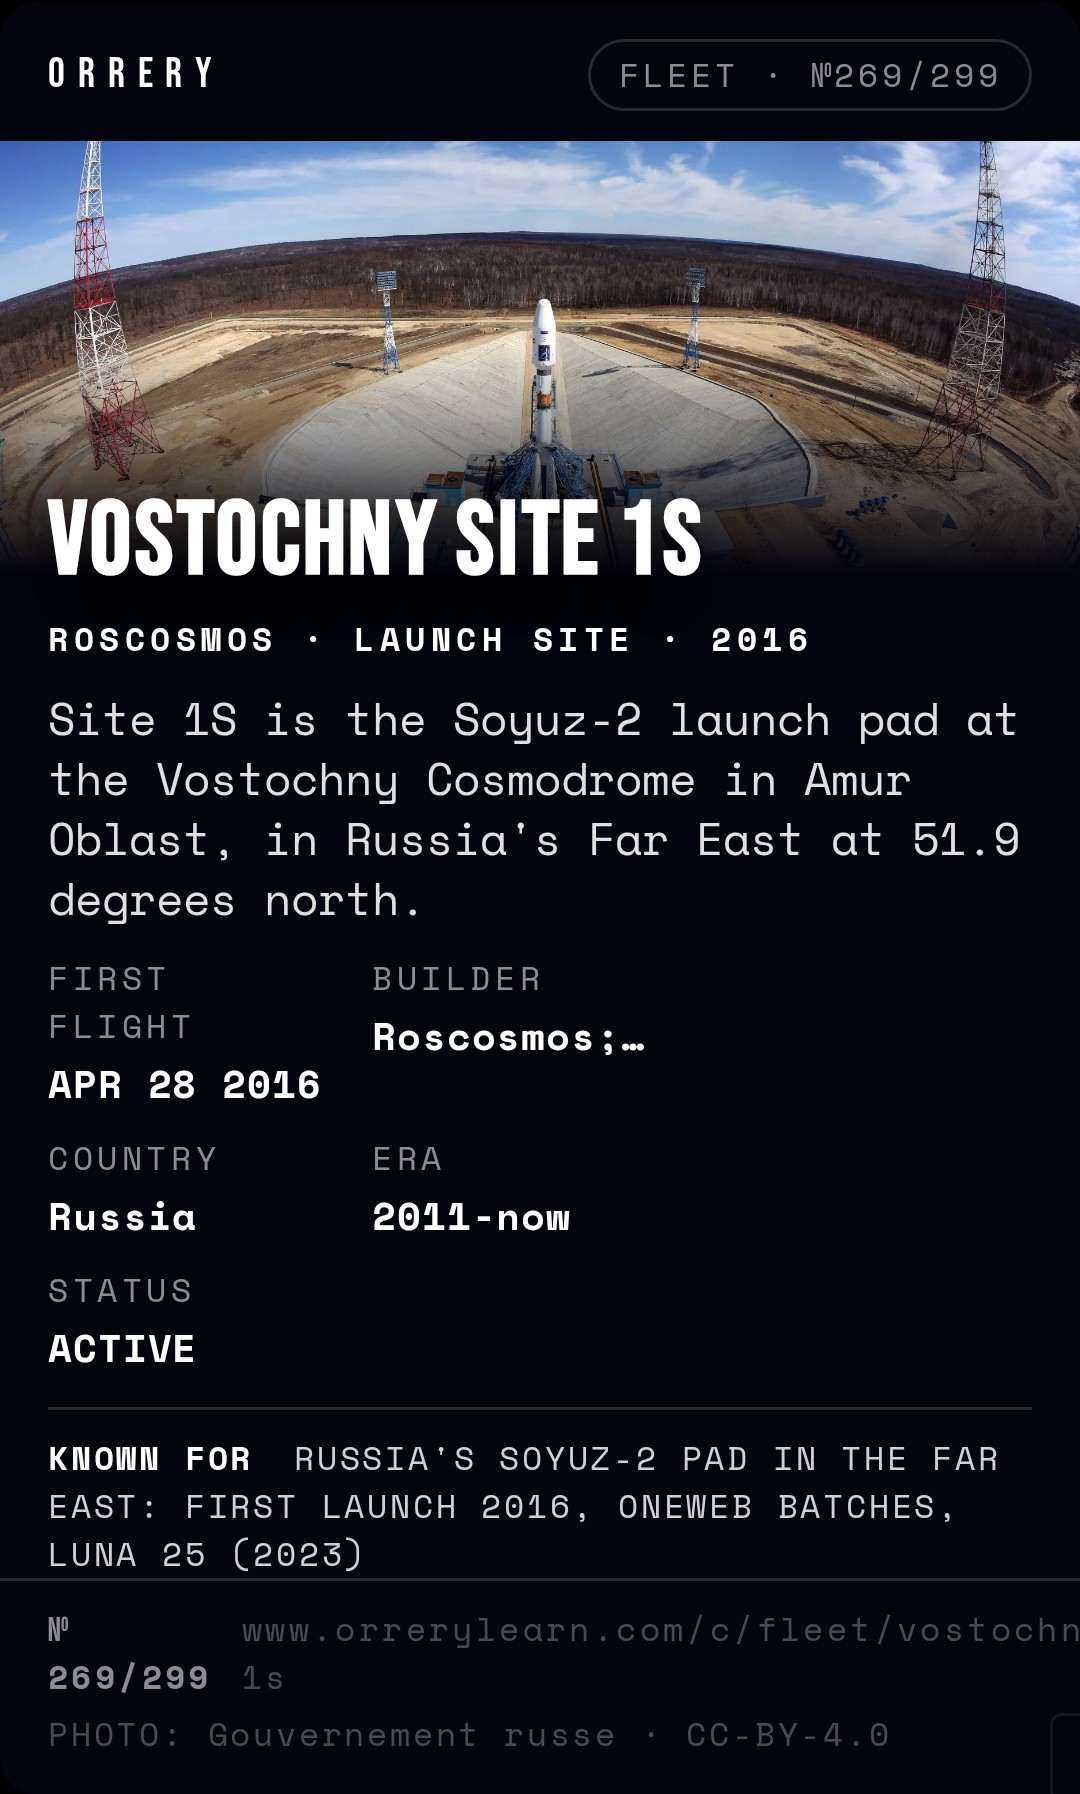 ORRERY
FLEET · №269/299
VOSTOCHNY SITE 1S
ROSCOSMOS · LAUNCH SITE · 2016
Site 1S is the Soyuz-2 launch pad at
the Vostochny Cosmodrome in Amur
Oblast, in Russia's Far East at 51.9
degrees north.
FIRST
FLIGHT
APR 28 2016
BUILDER
Roscosmos;…
COUNTRY
Russia
ERA
2011-now
STATUS
ACTIVE
KNOWN FOR RUSSIA'S SOYUZ-2 PAD IN THE FAR
EAST: FIRST LAUNCH 2016, ONEWEB BATCHES,
LUNA 25 (2023)
№
269/299
www.orrerylearn.com/c/fleet/vostochn
1s
PHOTO: Gouvernement russe · CC-BY-4.0